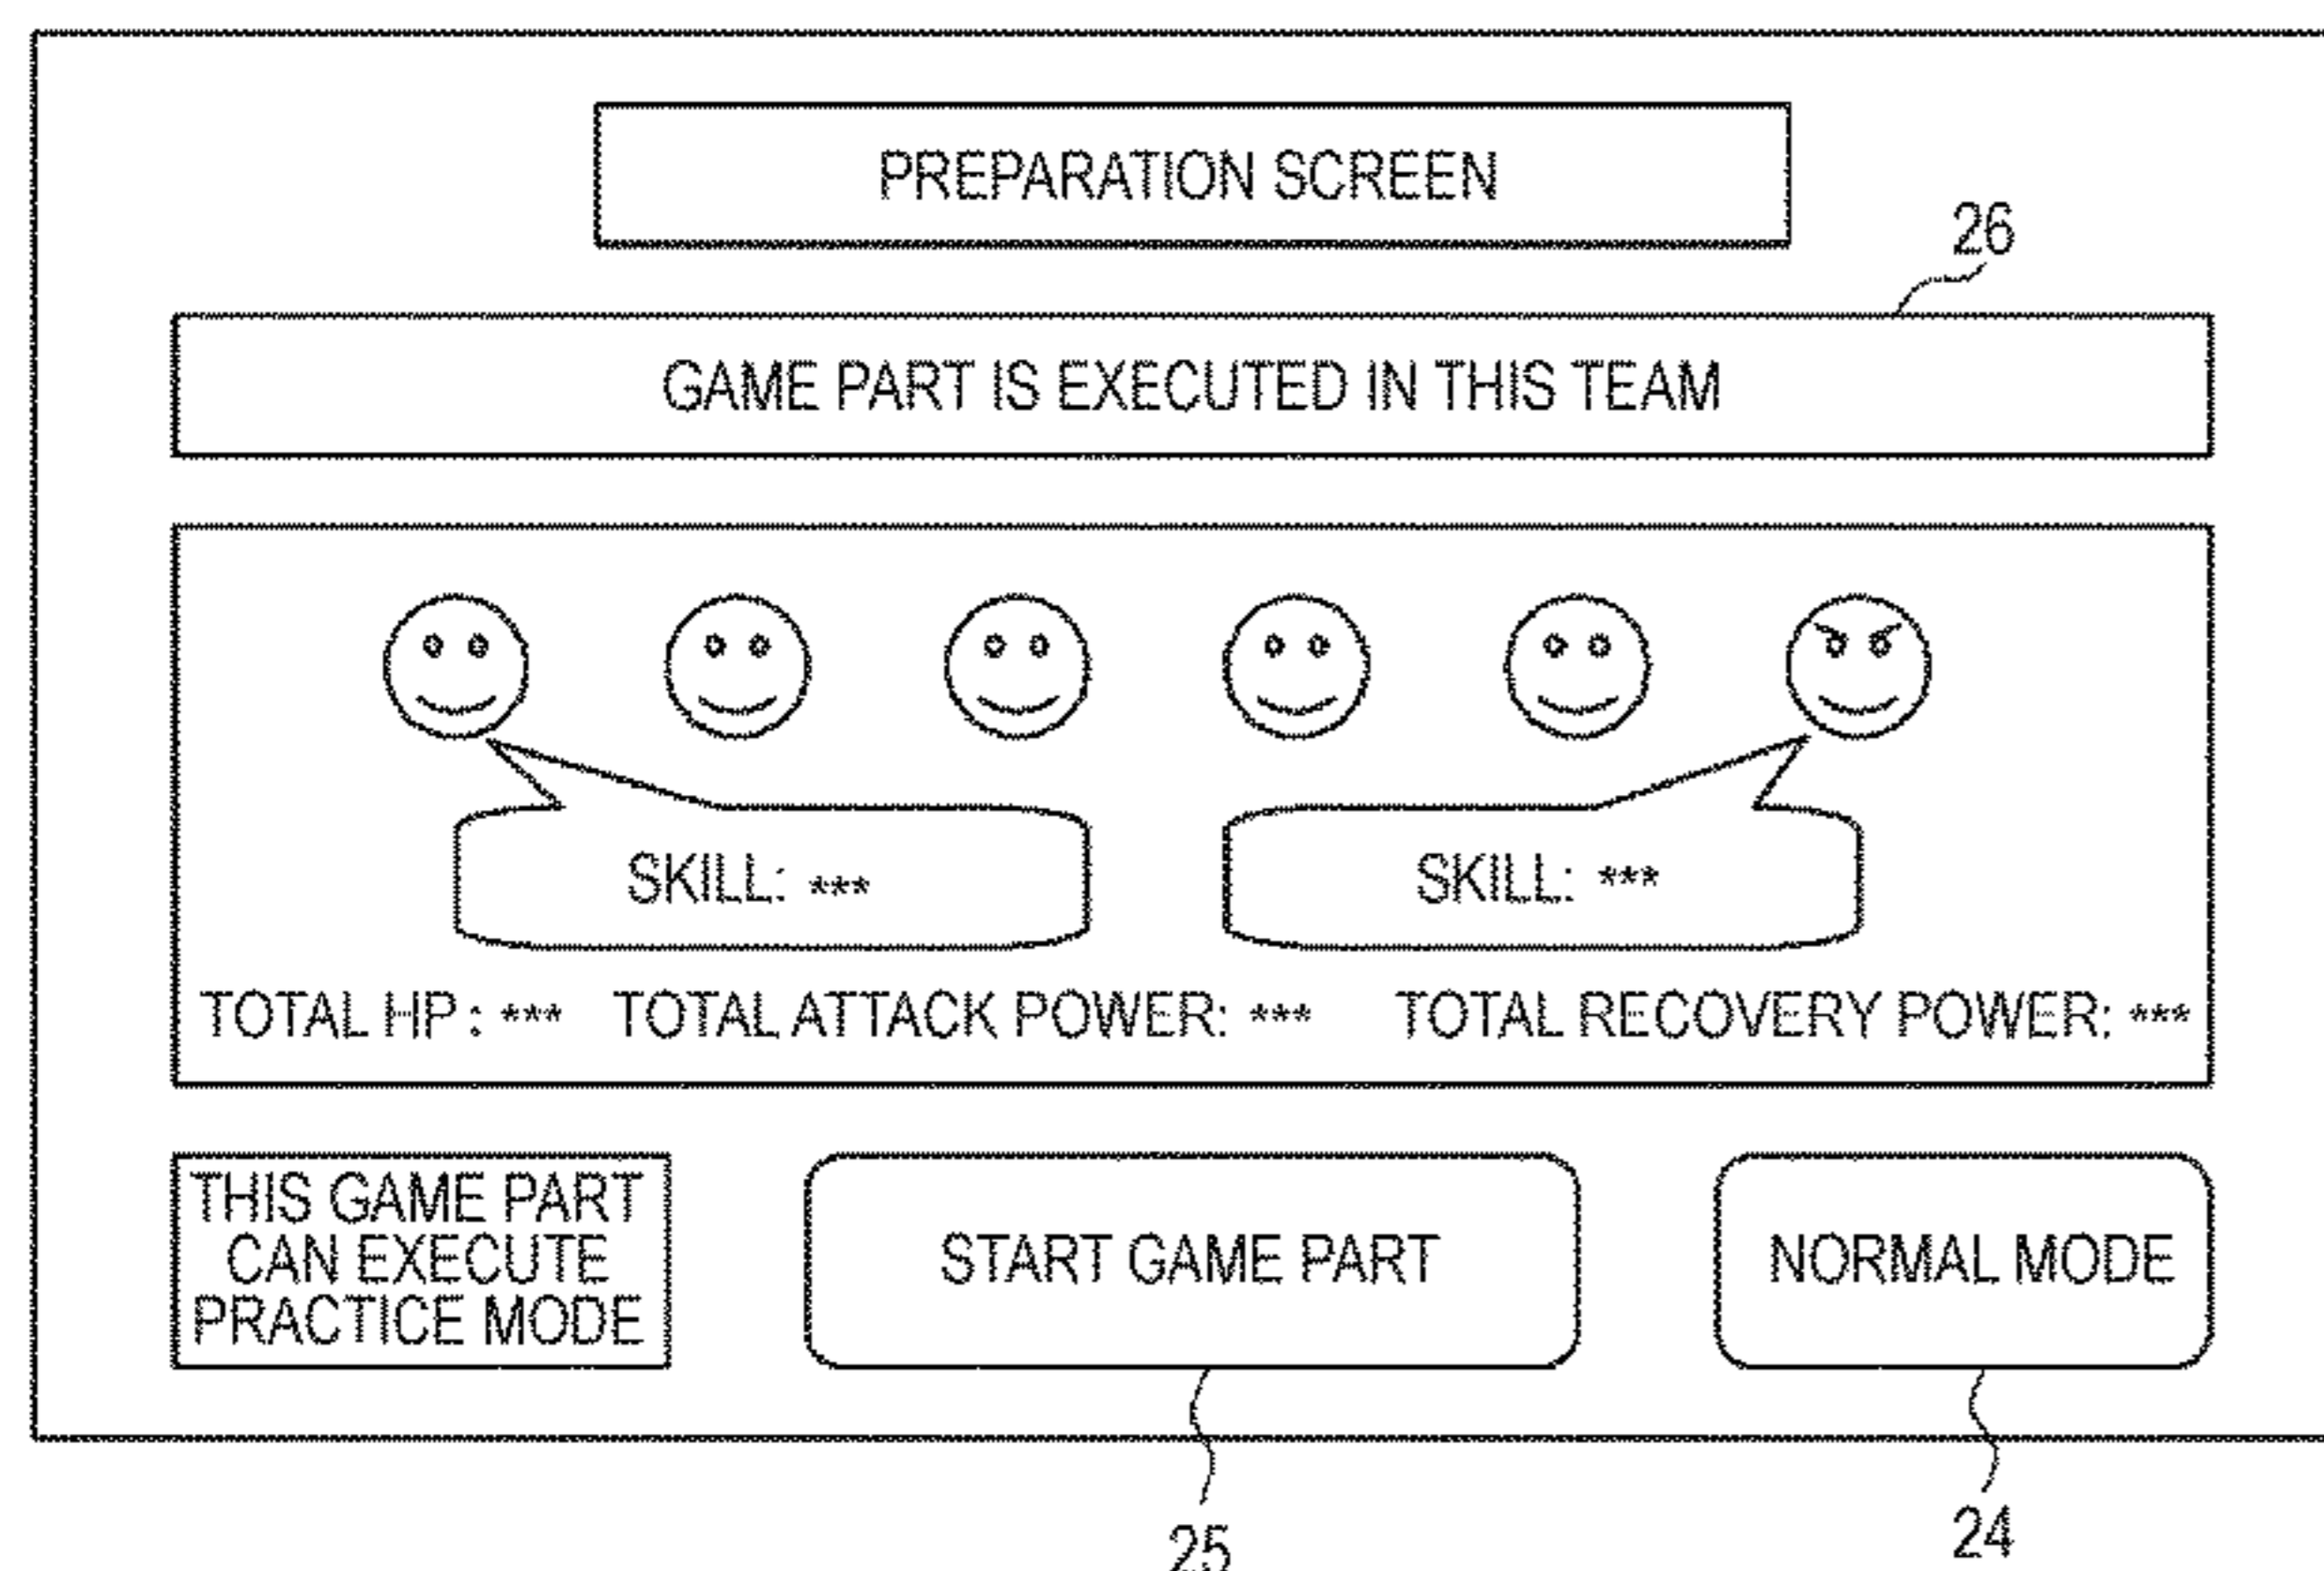 PREPARATION SCREEN
26
GAME PART IS EXECUTED IN THIS TEAM
SKILL: ***
SKILL: ***
TOTAL HP : *** TOTAL ATTACK POWER: *** TOTAL RECOVERY POWER: ***
THIS GAME PART
CAN EXECUTE
PRACTICE MODE
START GAME PART
NORMAL MODE
25
24